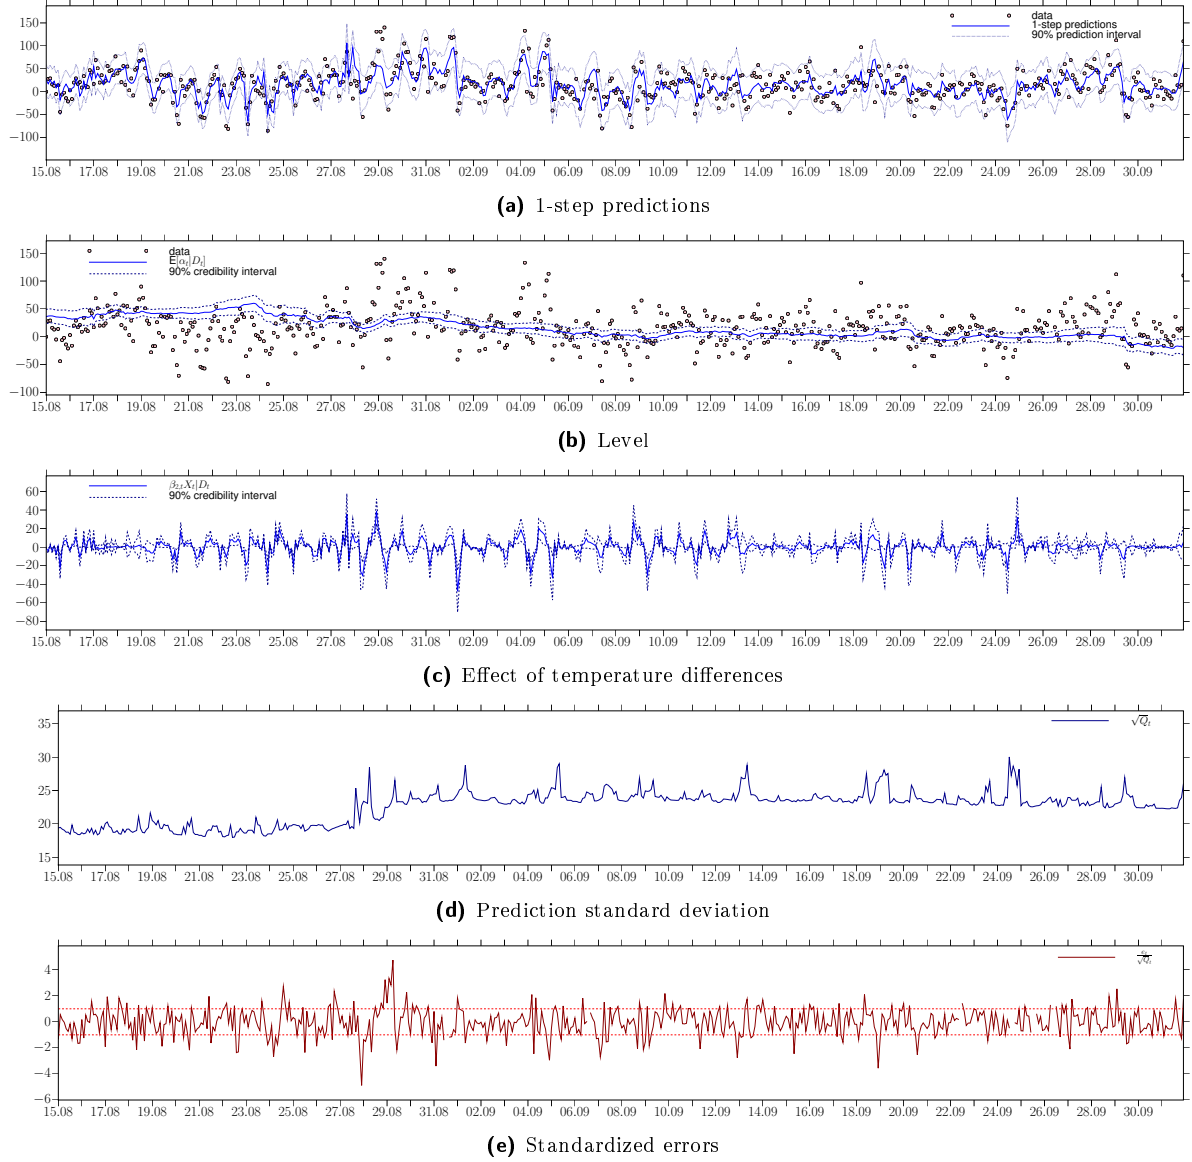 150
100
50
0
−50
−100
data
1-step predictions
90% prediction interval
15.08 17.08 19.08 21.08 23.08 25.08 27.08 29.08 31.08 02.09 04.09 06.09 08.09 10.09 12.09 14.09 16.09 18.09 20.09 22.09 24.09 26.09 28.09 30.09
(a) 1-step predictions
150
100
50
0
−50
−100
data
E[α_t|D_t]
90% credibility interval
15.08 17.08 19.08 21.08 23.08 25.08 27.08 29.08 31.08 02.09 04.09 06.09 08.09 10.09 12.09 14.09 16.09 18.09 20.09 22.09 24.09 26.09 28.09 30.09
(b) Level
60
40
20
0
−20
−40
−60
−80
β_{2,t}X_t|D_t
90% credibility interval
15.08 17.08 19.08 21.08 23.08 25.08 27.08 29.08 31.08 02.09 04.09 06.09 08.09 10.09 12.09 14.09 16.09 18.09 20.09 22.09 24.09 26.09 28.09 30.09
(c) Effect of temperature differences
35
30
25
20
15
√Q_t
15.08 17.08 19.08 21.08 23.08 25.08 27.08 29.08 31.08 02.09 04.09 06.09 08.09 10.09 12.09 14.09 16.09 18.09 20.09 22.09 24.09 26.09 28.09 30.09
(d) Prediction standard deviation
4
2
0
−2
−4
−6
e_t/√Q_t
15.08 17.08 19.08 21.08 23.08 25.08 27.08 29.08 31.08 02.09 04.09 06.09 08.09 10.09 12.09 14.09 16.09 18.09 20.09 22.09 24.09 26.09 28.09 30.09
(e) Standardized errors